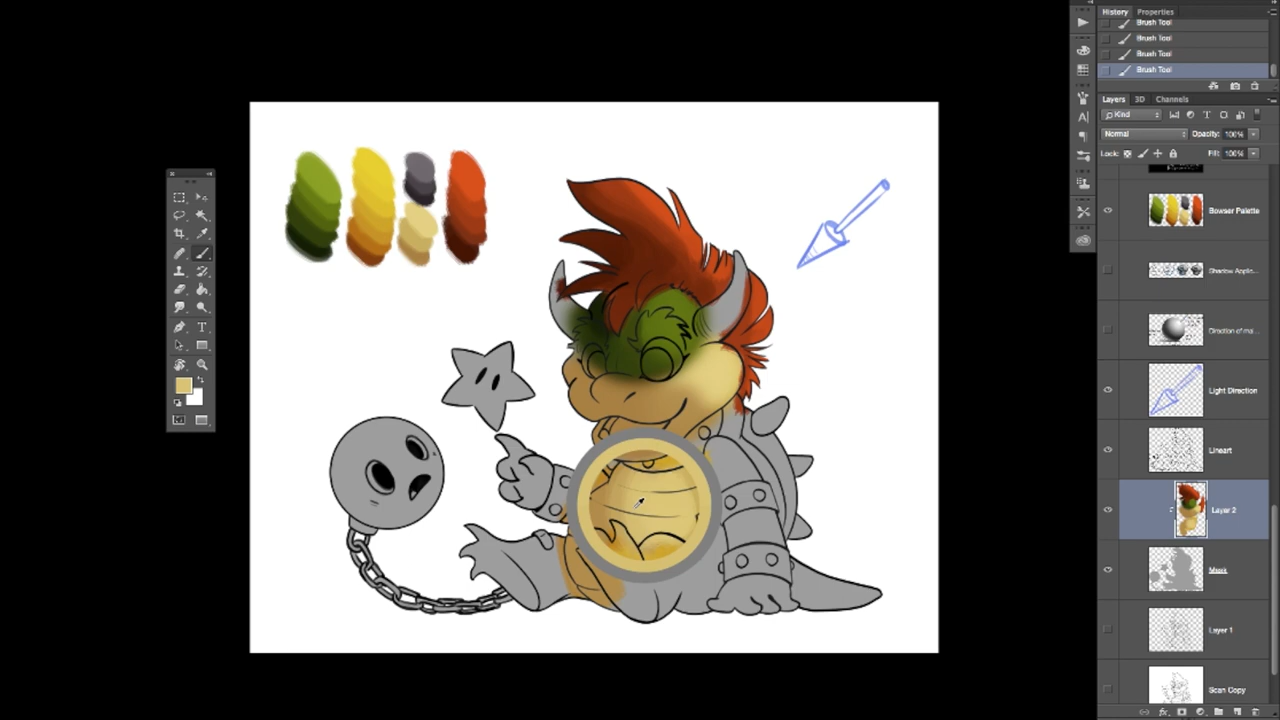 History Properties
Brush Tool
Brush Tool
Brush Tool
Brush Tool
Layers 3D Channels
Kind
Normal Opacity: 100%
Lock: Fill: 100%
Bowser Palette
Shadow Applic...
Direction of mai...
Light Direction
Lineart
Layer 2
Mask
Layer 1
Scan Copy